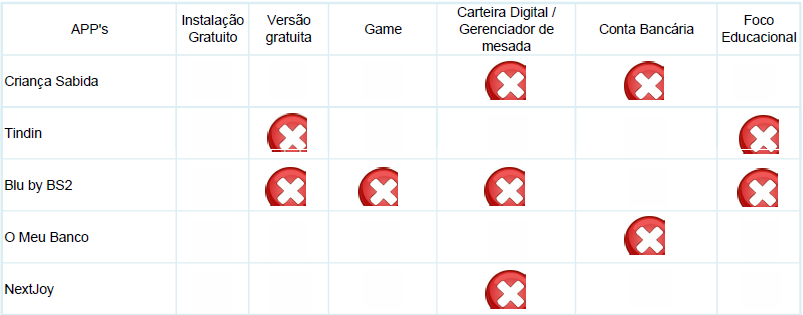 APP's
Instalação
Gratuito
Versão
gratuita
Game
Carteira Digital /
Gerenciador de
mesada
Conta Bancária
Foco
Educacional
Criança Sabida
Tindin
Blu by BS2
O Meu Banco
NextJoy